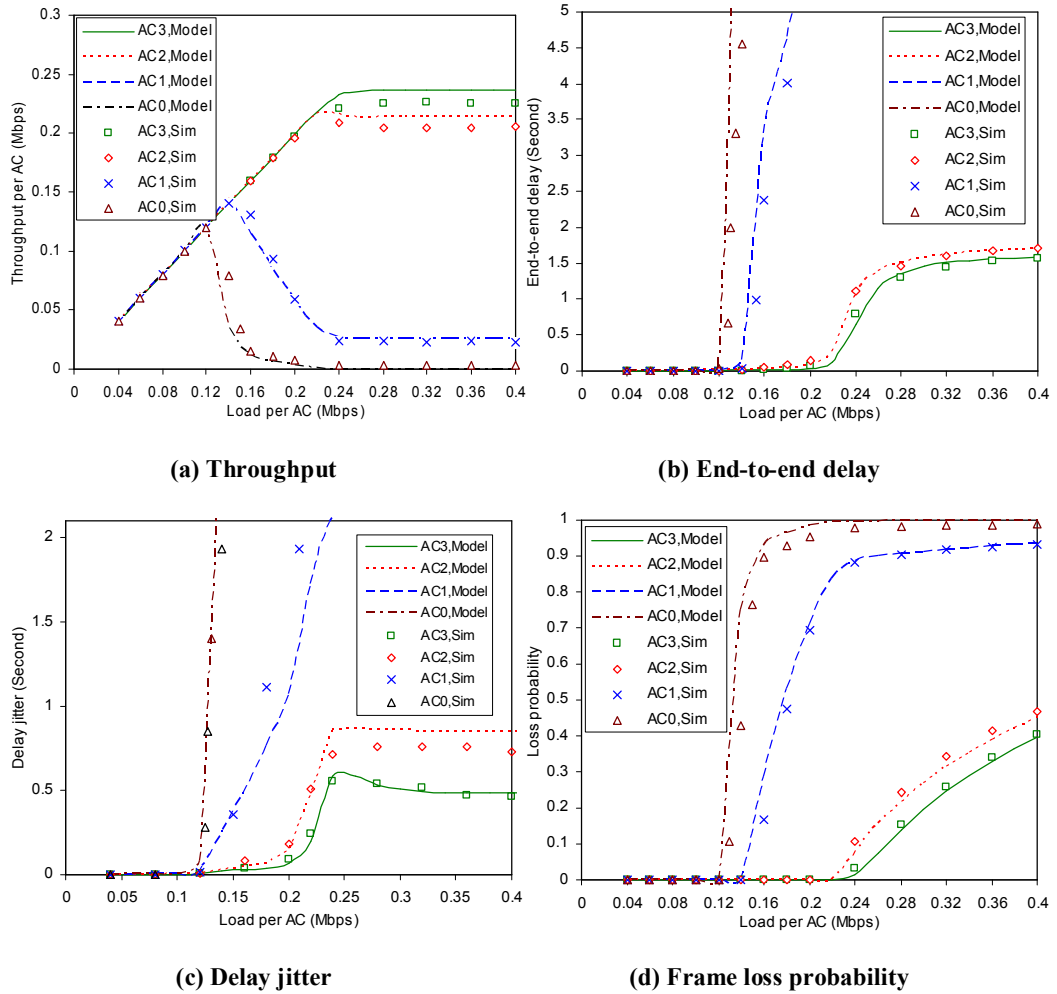 0.3
0.25
0.2
0.15
0.1
0.05
0
Throughput per AC (Mbps)
AC3,Model
AC2,Model
AC1,Model
AC0,Model
AC3,Sim
AC2,Sim
AC1,Sim
AC0,Sim
0 0.04 0.08 0.12 0.16 0.2 0.24 0.28 0.32 0.36 0.4
Load per AC (Mbps)
(a) Throughput
5
4.5
4
3.5
3
2.5
2
1.5
1
0.5
0
End-to-end delay (Second)
AC3,Model
AC2,Model
AC1,Model
AC0,Model
AC3,Sim
AC2,Sim
AC1,Sim
AC0,Sim
0 0.04 0.08 0.12 0.16 0.2 0.24 0.28 0.32 0.36 0.4
Load per AC (Mbps)
(b) End-to-end delay
2
1.5
1
0.5
0
Delay jitter (Second)
AC3,Model
AC2,Model
AC1,Model
AC0,Model
AC3,Sim
AC2,Sim
AC1,Sim
AC0,Sim
0 0.05 0.1 0.15 0.2 0.25 0.3 0.35 0.4
Load per AC (Mbps)
(c) Delay jitter
1
0.9
0.8
0.7
0.6
0.5
0.4
0.3
0.2
0.1
0
Loss probability
AC3,Model
AC2,Model
AC1,Model
AC0,Model
AC3,Sim
AC2,Sim
AC1,Sim
AC0,Sim
0 0.04 0.08 0.12 0.16 0.2 0.24 0.28 0.32 0.36 0.4
Load per AC (Mbps)
(d) Frame loss probability